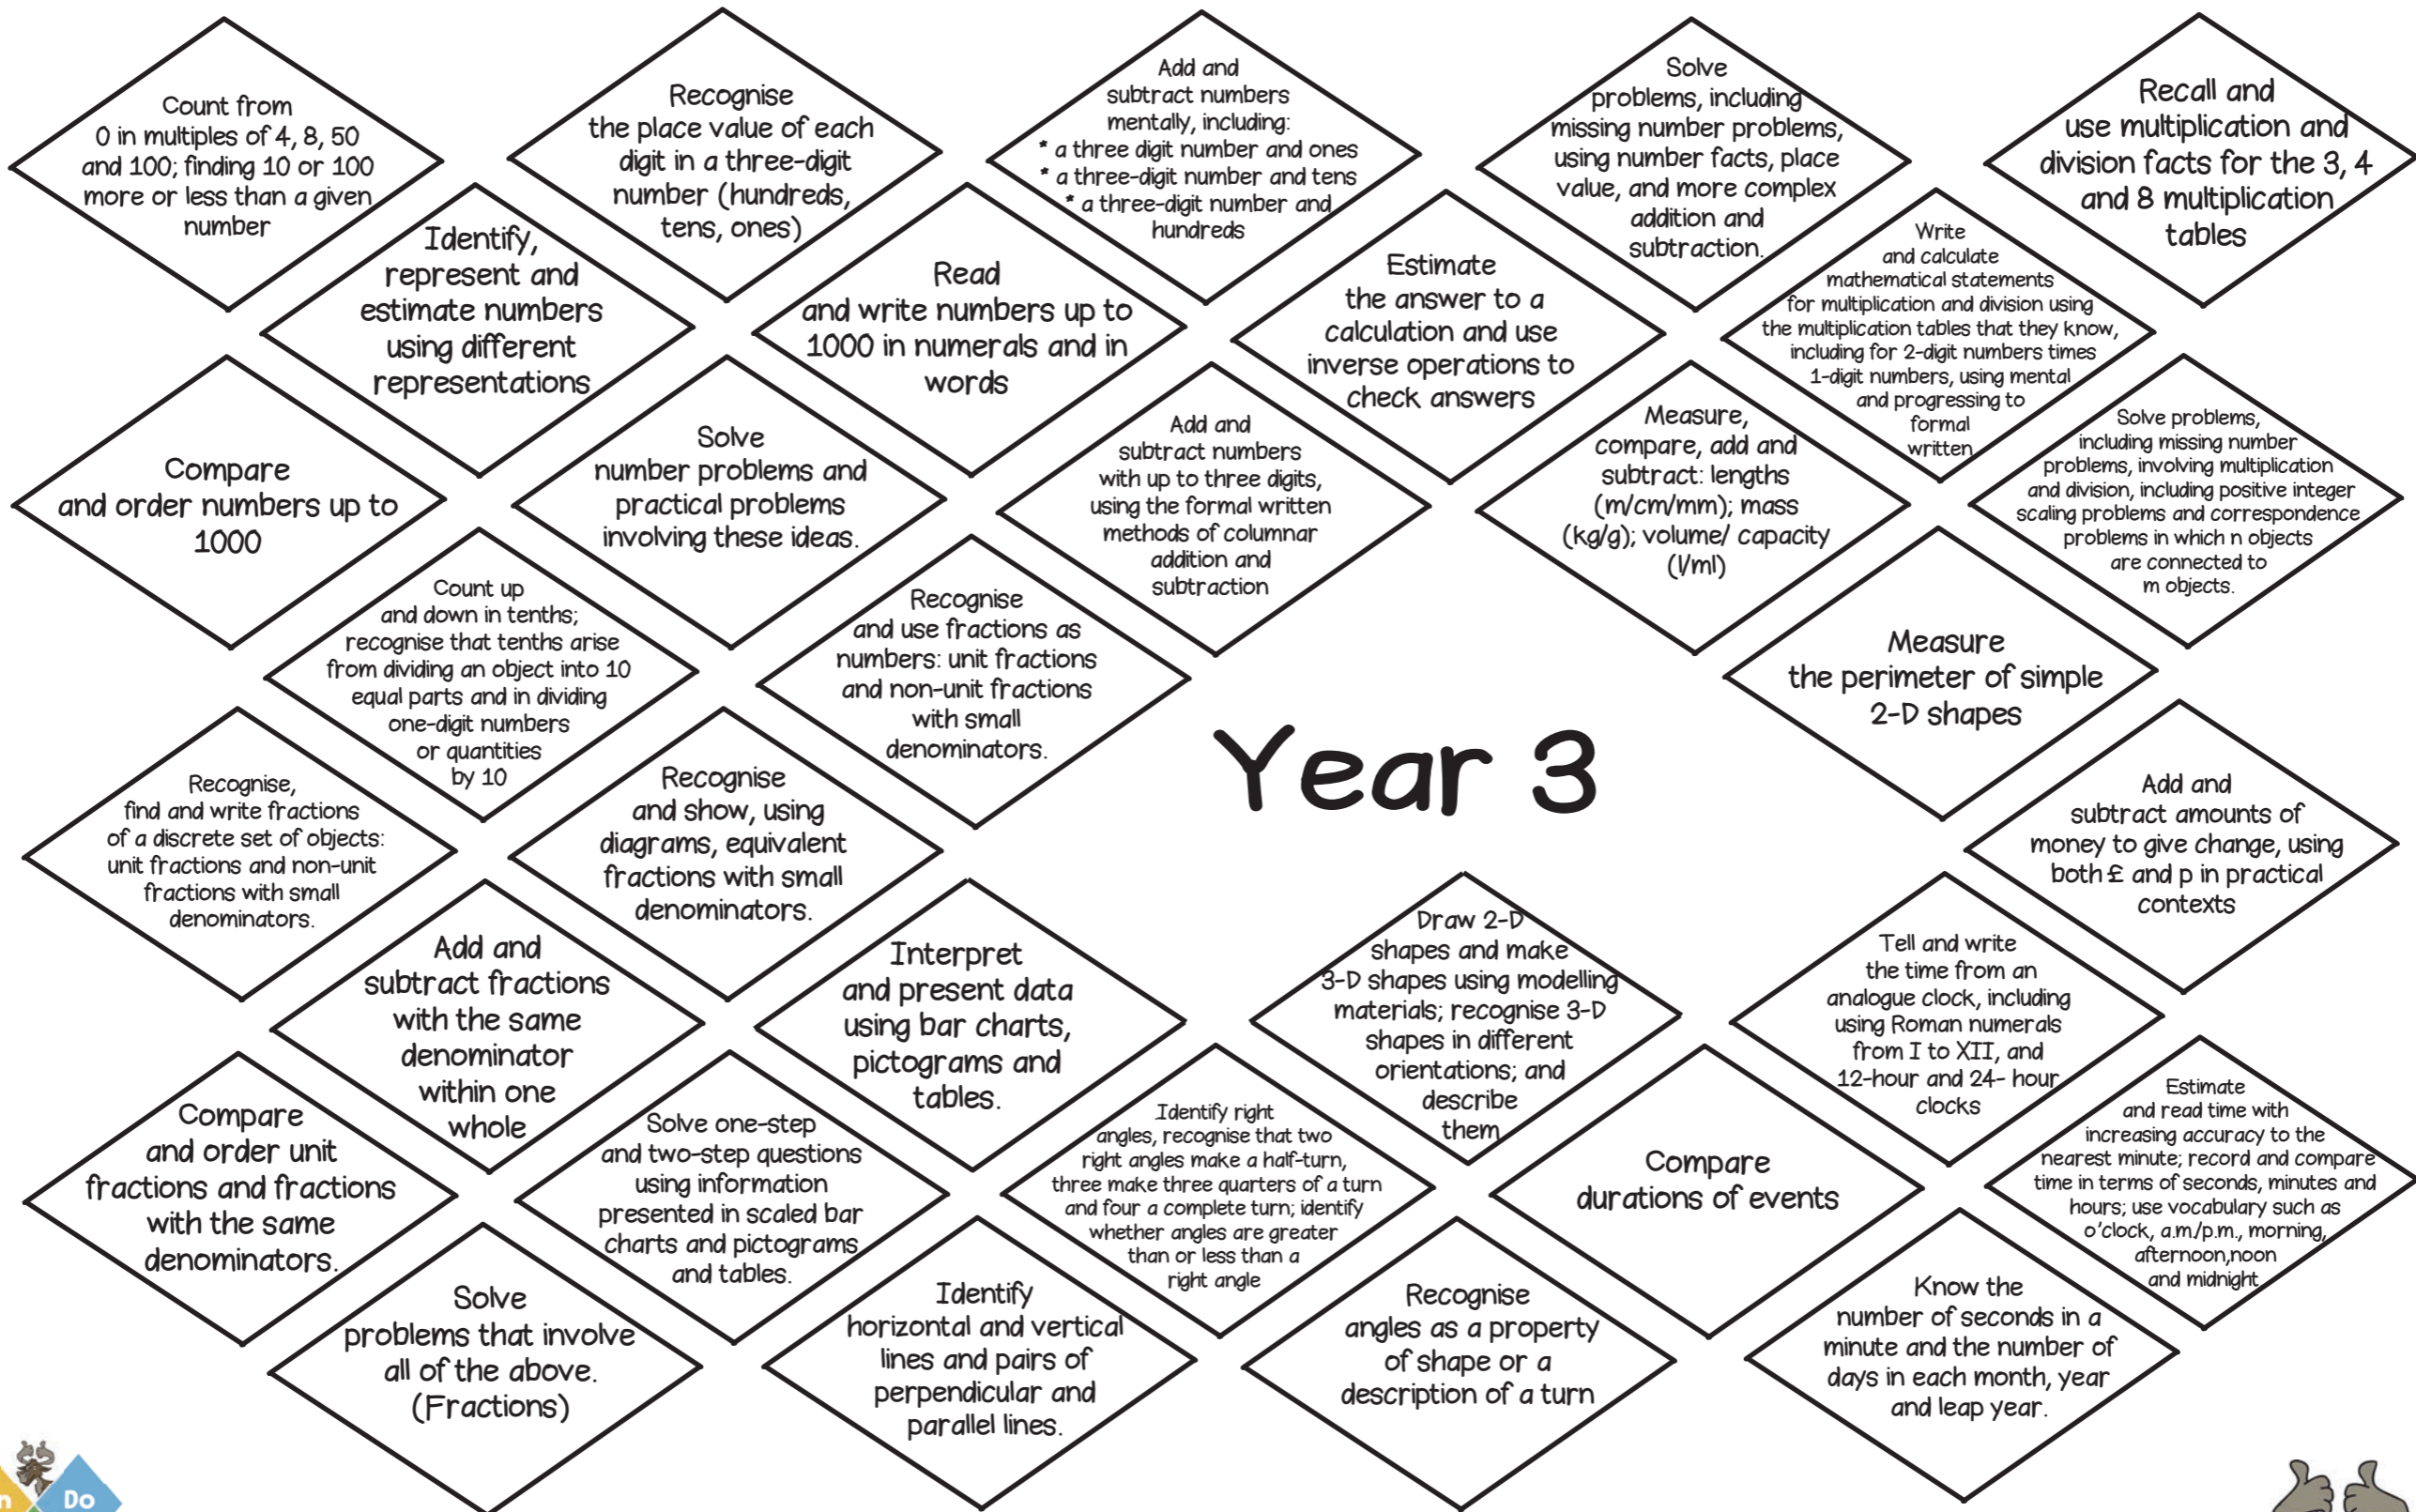 Count from
0 in multiples of 4, 8, 50
and 100; finding 10 or 100
more or less than a given
number
Recognise
the place value of each
digit in a three-digit
number (hundreds,
tens, ones)
Add and
subtract numbers
mentally, including:
* a three digit number and ones
* a three-digit number and tens
* a three-digit number and
hundreds
Solve
problems, including
missing number problems,
using number facts, place
value, and more complex
addition and
subtraction.
Recall and
use multiplication and
division facts for the 3, 4
and 8 multiplication
tables
Identify,
represent and
estimate numbers
using different
representations
Read
and write numbers up to
1000 in numerals and in
words
Estimate
the answer to a
calculation and use
inverse operations to
check answers
Write
and calculate
mathematical statements
for multiplication and division using
the multiplication tables that they know,
including for 2-digit numbers times
1-digit numbers, using mental
and progressing to
formal
written
Compare
and order numbers up to
1000
Solve
number problems and
practical problems
involving these ideas.
Add and
subtract numbers
with up to three digits,
using the formal written
methods of columnar
addition and
subtraction
Measure,
compare, add and
subtract: lengths
(m/cm/mm); mass
(kg/g); volume/ capacity
(l/ml)
Solve problems,
including missing number
problems, involving multiplication
and division, including positive integer
scaling problems and correspondence
problems in which n objects
are connected to
m objects.
Count up
and down in tenths;
recognise that tenths arise
from dividing an object into 10
equal parts and in dividing
one-digit numbers
or quantities
by 10
Recognise
and use fractions as
numbers: unit fractions
and non-unit fractions
with small
denominators.
Measure
the perimeter of simple
2-D shapes
Year 3
Recognise,
find and write fractions
of a discrete set of objects:
unit fractions and non-unit
fractions with small
denominators.
Recognise
and show, using
diagrams, equivalent
fractions with small
denominators.
Add and
subtract amounts of
money to give change, using
both £ and p in practical
contexts
Add and
subtract fractions
with the same
denominator
within one
whole
Interpret
and present data
using bar charts,
pictograms and
tables.
Draw 2-D
shapes and make
3-D shapes using modelling
materials; recognise 3-D
shapes in different
orientations; and
describe
them
Tell and write
the time from an
analogue clock, including
using Roman numerals
from I to XII, and
12-hour and 24- hour
clocks
Compare
and order unit
fractions and fractions
with the same
denominators.
Solve one-step
and two-step questions
using information
presented in scaled bar
charts and pictograms
and tables.
Identify right
angles, recognise that two
right angles make a half-turn,
three make three quarters of a turn
and four a complete turn; identify
whether angles are greater
than or less than a
right angle
Compare
durations of events
Estimate
and read time with
increasing accuracy to the
nearest minute; record and compare
time in terms of seconds, minutes and
hours; use vocabulary such as
o'clock, a.m./p.m., morning,
afternoon,noon
and midnight
Solve
problems that involve
all of the above.
(Fractions)
Identify
horizontal and vertical
lines and pairs of
perpendicular and
parallel lines.
Recognise
angles as a property
of shape or a
description of a turn
Know the
number of seconds in a
minute and the number of
days in each month, year
and leap year.
Do